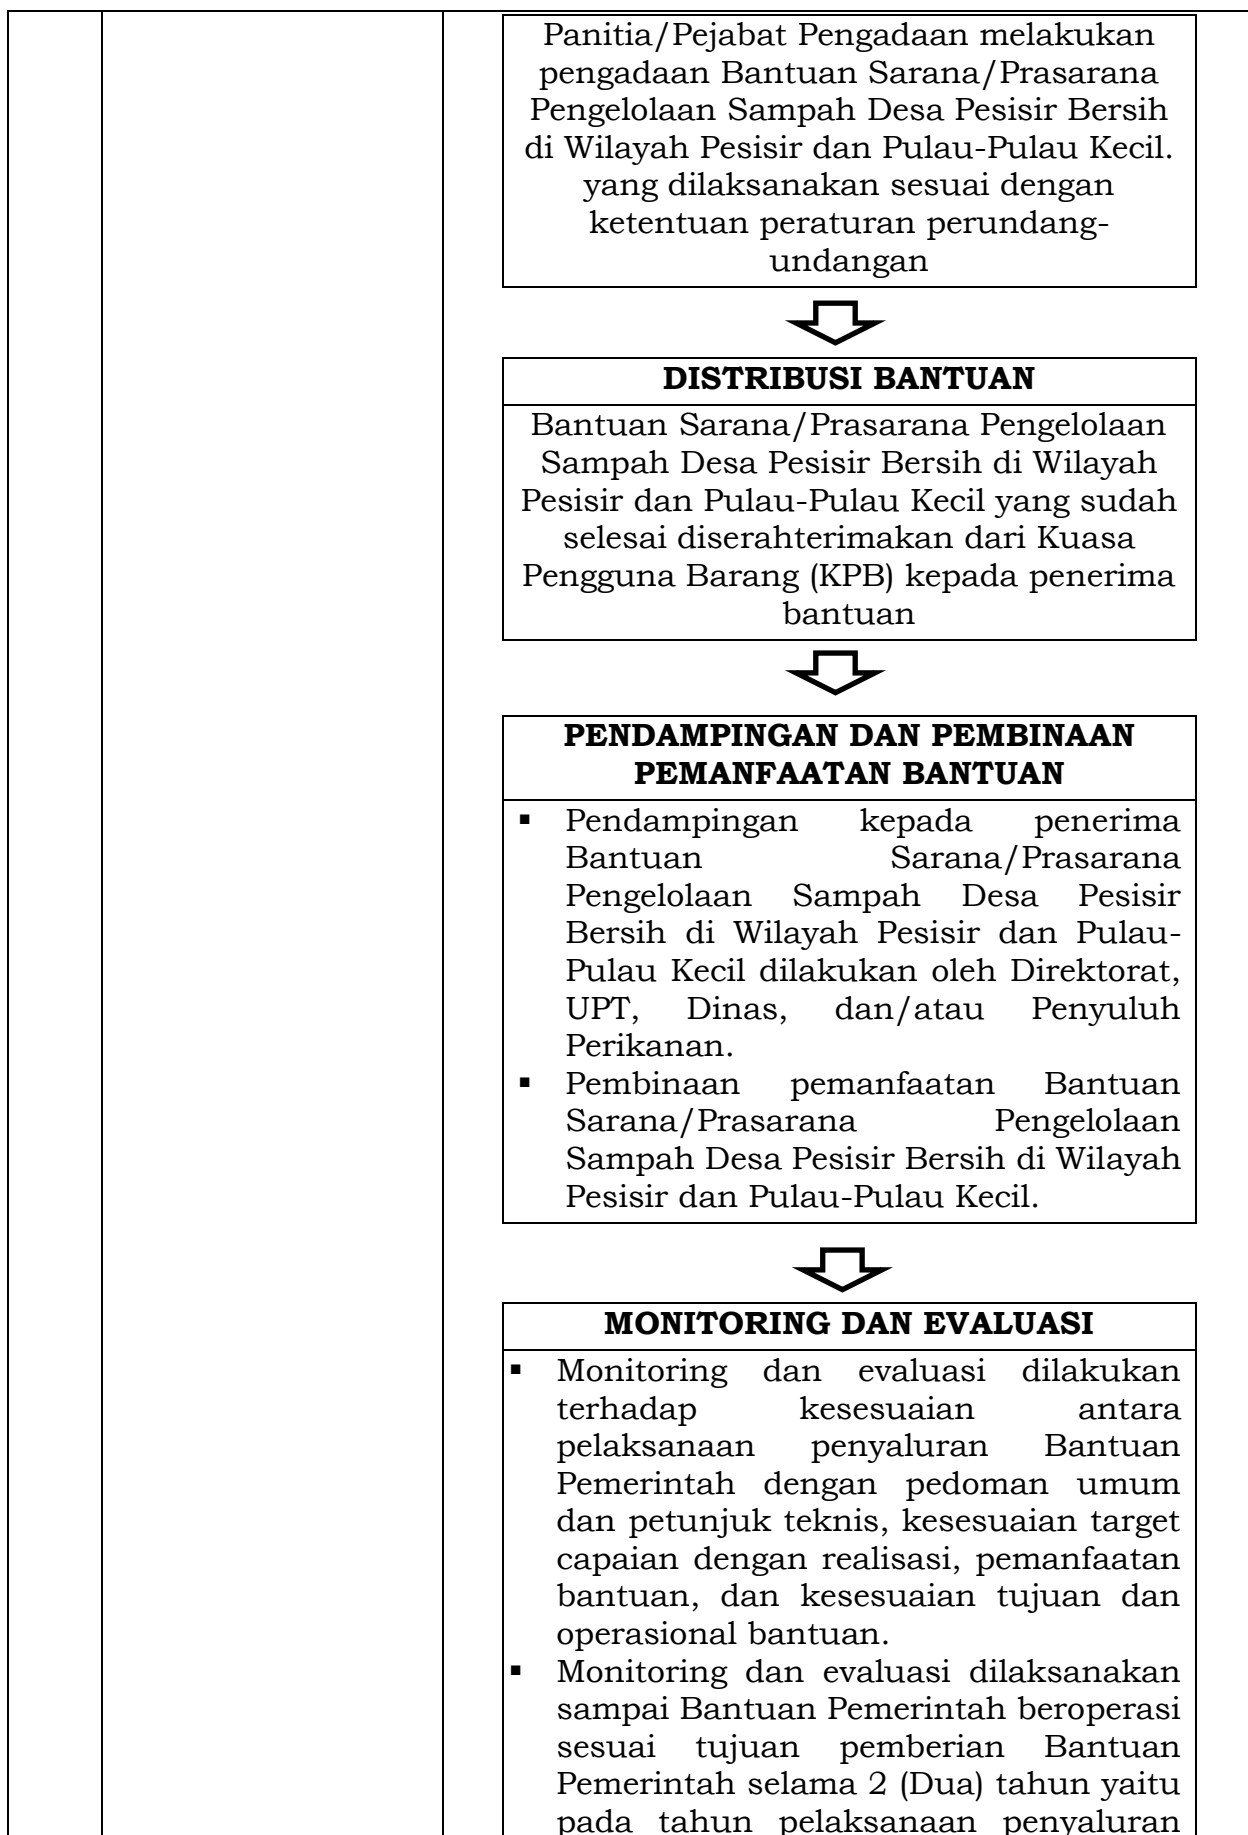 Panitia/Pejabat Pengadaan melakukan
pengadaan Bantuan Sarana/Prasarana
Pengelolaan Sampah Desa Pesisir Bersih
di Wilayah Pesisir dan Pulau-Pulau Kecil.
yang dilaksanakan sesuai dengan
ketentuan peraturan perundang-
undangan
DISTRIBUSI BANTUAN
Bantuan Sarana/Prasarana Pengelolaan
Sampah Desa Pesisir Bersih di Wilayah
Pesisir dan Pulau-Pulau Kecil yang sudah
selesai diserahterimakan dari Kuasa
Pengguna Barang (KPB) kepada penerima
bantuan
PENDAMPINGAN DAN PEMBINAAN
PEMANFAATAN BANTUAN
▪ Pendampingan kepada penerima
Bantuan Sarana/Prasarana
Pengelolaan Sampah Desa Pesisir
Bersih di Wilayah Pesisir dan Pulau-
Pulau Kecil dilakukan oleh Direktorat,
UPT, Dinas, dan/atau Penyuluh
Perikanan.
▪ Pembinaan pemanfaatan Bantuan
Sarana/Prasarana Pengelolaan
Sampah Desa Pesisir Bersih di Wilayah
Pesisir dan Pulau-Pulau Kecil.
MONITORING DAN EVALUASI
▪ Monitoring dan evaluasi dilakukan
terhadap kesesuaian antara
pelaksanaan penyaluran Bantuan
Pemerintah dengan pedoman umum
dan petunjuk teknis, kesesuaian target
capaian dengan realisasi, pemanfaatan
bantuan, dan kesesuaian tujuan dan
operasional bantuan.
▪ Monitoring dan evaluasi dilaksanakan
sampai Bantuan Pemerintah beroperasi
sesuai tujuan pemberian Bantuan
Pemerintah selama 2 (Dua) tahun yaitu
pada tahun pelaksanaan penyaluran